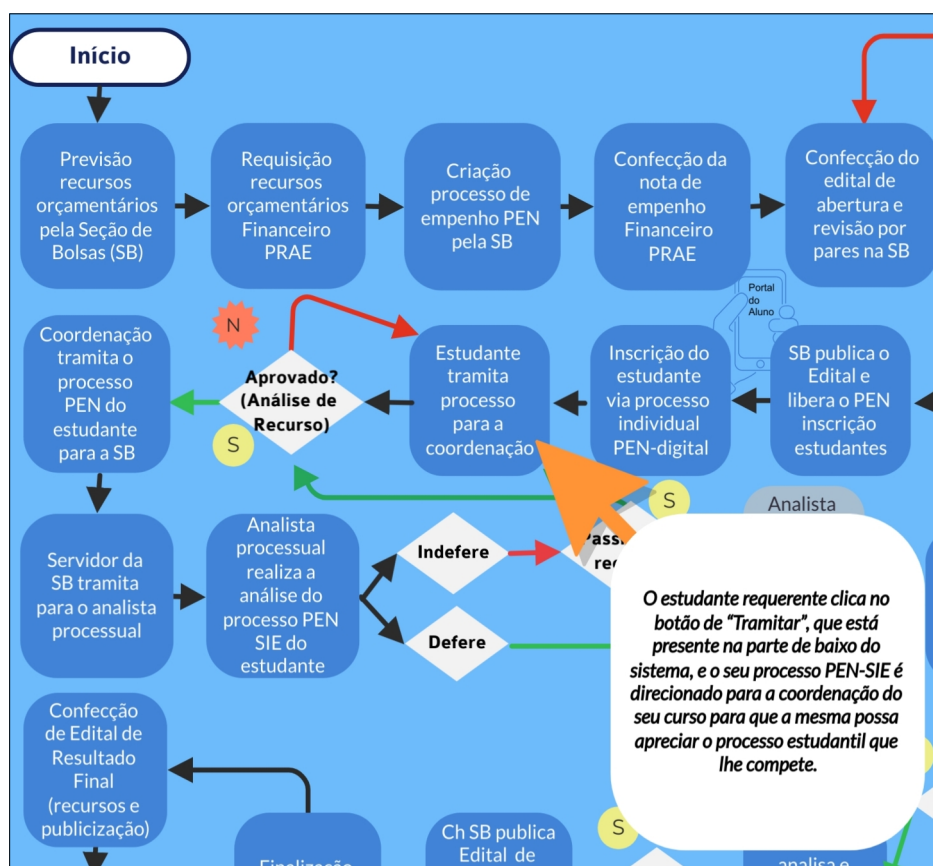 Início
Previsão
recursos
orçamentários
pela Seção de
Bolsas (SB)
Requisição
recursos
orçamentários
Financeiro
PRAE
Criação
processo de
empenho PEN
pela SB
Confecção da
nota de
empenho
Financeiro
PRAE
Confecção do
edital de
abertura e
revisão por
pares na SB
Portal
do
Aluno
Coordenação
tramita o
processo
PEN do
estudante
para a SB
N
Aprovado?
(Análise de
Recurso)
S
Estudante
tramita
processo
para a
coordenação
Inscrição do
estudante
via processo
individual
PEN-digital
SB publica o
Edital e
libera o PEN
inscrição
estudantes
Servidor da
SB tramita
para o analista
processual
Analista
processual
realiza a
análise do
processo PEN
SIE do
estudante
Indefere
Defere
S
Analista
O estudante requerente clica no
botão de “Tramitar”, que está
presente na parte de baixo do
sistema, e o seu processo PEN-SIE é
direcionado para a coordenação do
seu curso para que a mesma possa
apreciar o processo estudantil que
lhe compete.
Confecção
de Edital de
Resultado
Final
(recursos e
publicização)
Finalização
Ch SB publica
Edital de
S
analisa e